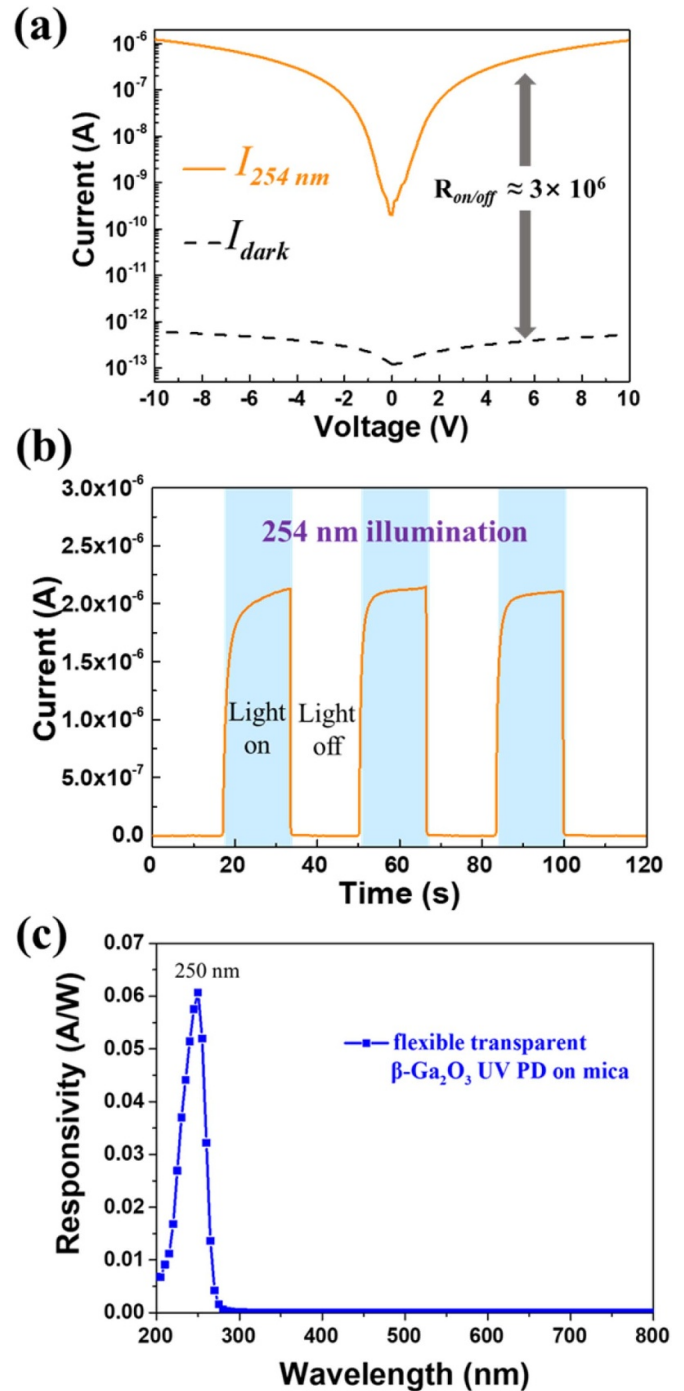 (a)
Current (A)
10⁻⁶
10⁻⁷
10⁻⁸
10⁻⁹
10⁻¹⁰
10⁻¹¹
10⁻¹²
10⁻¹³
I254 nm
Idark
Ron/off ≈ 3× 10⁶
-10 -8 -6 -4 -2 0 2 4 6 8 10
Voltage (V)
(b)
Current (A)
3.0x10⁻⁶
2.5x10⁻⁶
2.0x10⁻⁶
1.5x10⁻⁶
1.0x10⁻⁶
5.0x10⁻⁷
0.0
254 nm illumination
Light
on
Light
off
0 20 40 60 80 100 120
Time (s)
(c)
Responsivity (A/W)
0.07
0.06
0.05
0.04
0.03
0.02
0.01
0.00
250 nm
flexible transparent
β-Ga₂O₃ UV PD on mica
200 300 400 500 600 700 800
Wavelength (nm)